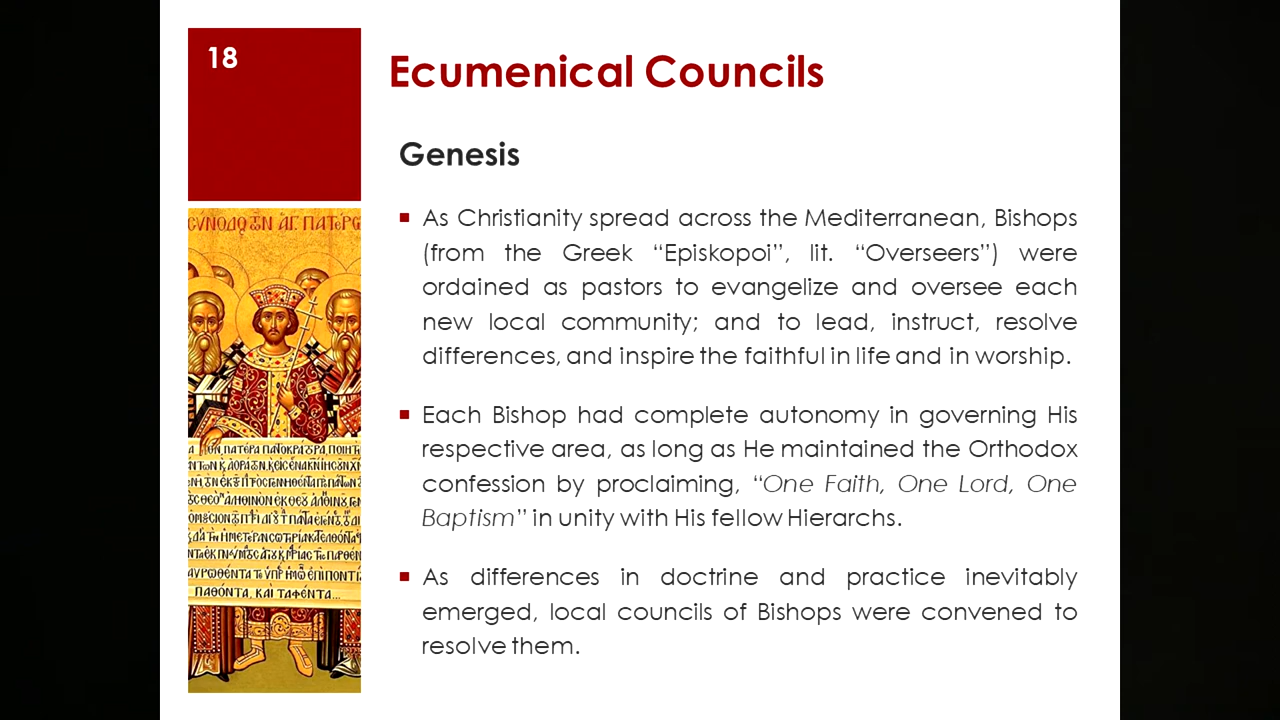 18
Ecumenical Councils
Genesis
As Christianity spread across the Mediterranean, Bishops
(from the Greek “Episkopoi”, lit. “Overseers”) were
ordained as pastors to evangelize and oversee each
new local community; and to lead, instruct, resolve
differences, and inspire the faithful in life and in worship.
Each Bishop had complete autonomy in governing His
respective area, as long as He maintained the Orthodox
confession by proclaiming, “One Faith, One Lord, One
Baptism” in unity with His fellow Hierarchs.
As differences in doctrine and practice inevitably
emerged, local councils of Bishops were convened to
resolve them.
ΠΑΘΌΝΤΑ, ΚΑΙ ΤΑΦΈΝΤΑ...